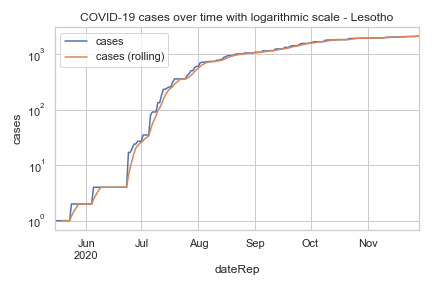 COVID-19 cases over time with logarithmic scale - Lesotho
cases
cases (rolling)
10³
10²
10¹
10⁰
cases
Jun Jul Aug Sep Oct Nov
2020
dateRep